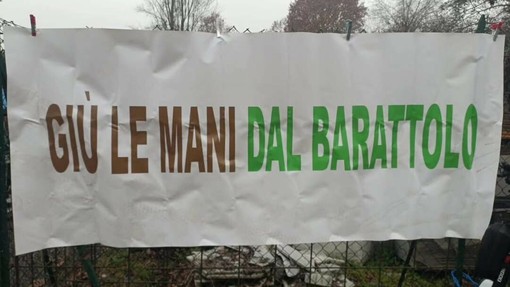 GIÙ LE MANI DAL BARATTOLO